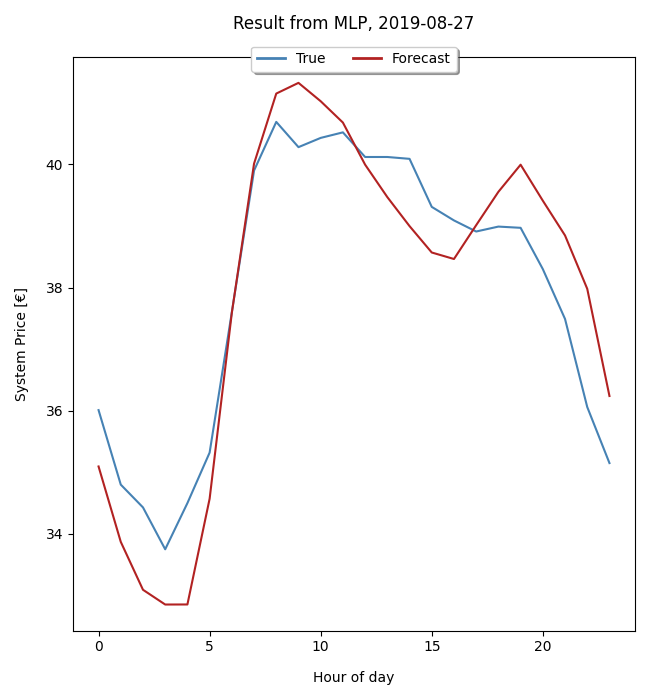 Result from MLP, 2019-08-27
True Forecast
40
38
36
34
System Price [€]
0 5 10 15 20
Hour of day